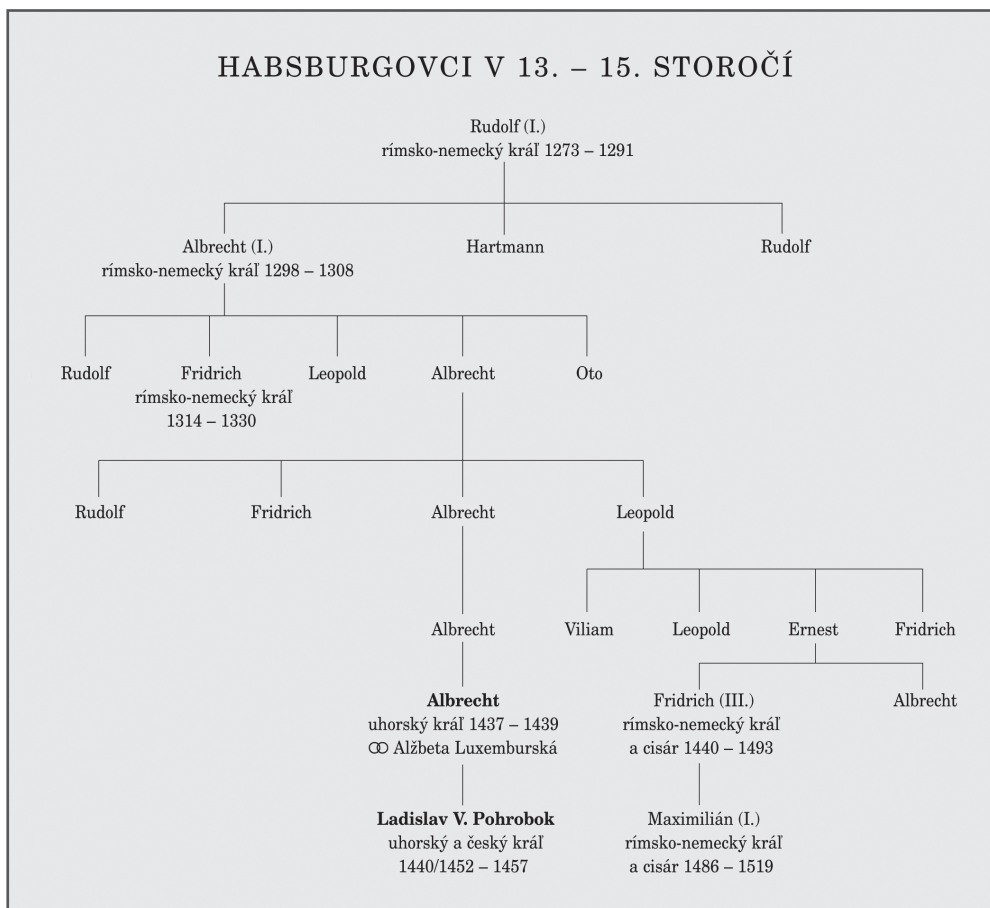 HABSBURGOVCI V 13. – 15. STOROČÍ
Rudolf (I.)
rímsko-nemecký kráľ 1273 – 1291
Albrecht (I.)
rímsko-nemecký kráľ 1298 – 1308
Hartmann
Rudolf
Rudolf
Fridrich
rímsko-nemecký kráľ
1314 – 1330
Leopold
Albrecht
Oto
Rudolf
Fridrich
Albrecht
Leopold
Albrecht
Viliam
Leopold
Ernest
Fridrich
Albrecht
uhorský kráľ 1437 – 1439
ꝏ Alžbeta Luxemburská
Fridrich (III.)
rímsko-nemecký kráľ
a cisár 1440 – 1493
Albrecht
Ladislav V. Pohrobok
uhorský a český kráľ
1440/1452 – 1457
Maximilián (I.)
rímsko-nemecký kráľ
a cisár 1486 – 1519